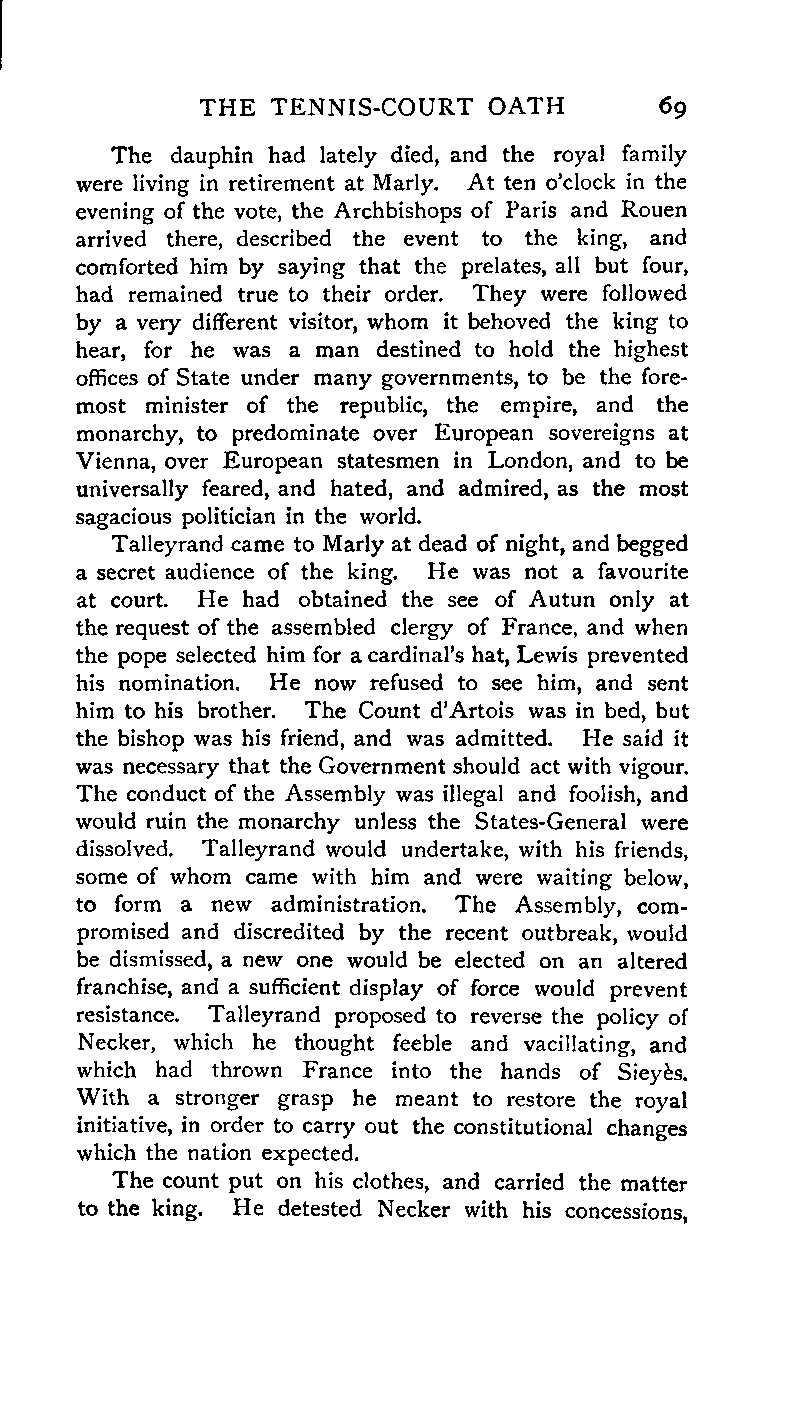 THE TENNIS-COURT OATH 69
The dauphin had lately died, and the royal family
were living in retirement at Marly. At ten o'clock in the
evening of the vote, the Archbishops of Paris and Rouen
arrived there, described the event to the king, and
comforted him by saying that the prelates, all but four,
had remained true to their order. They were followed
by a very different visitor, whom it behoved the king to
hear, for he was a man destined to hold the highest
offices of State under many governments, to be the fore-
most minister of the republic, the empire, and the
monarchy, to predominate over European sovereigns at
Vienna, over European statesmen in London, and to be
universally feared, and hated, and admired, as the most
sagacious politician in the world.
Talleyrand came to Marly at dead of night, and begged
a secret audience of the king. He was not a favourite
at court. He had obtained the see of Autun only at
the request of the assembled clergy of France, and when
the pope selected him for a cardinal's hat, Lewis prevented
his nomination. He now refused to see him, and sent
him to his brother. The Count d'Artois was in bed, but
the bishop was his friend, and was admitted. He said it
was necessary that the Government should act with vigour.
The conduct of the Assembly was illegal and foolish, and
would ruin the monarchy unless the States-General were
dissolved. Talleyrand would undertake, with his friends,
some of whom came with him and were waiting below,
to form a new administration. The Assembly, com-
promised and discredited by the recent outbreak, would
be dismissed, a new one would be elected on an altered
franchise, and a sufficient display of force would prevent
resistance. Talleyrand proposed to reverse the policy of
Necker, which he thought feeble and vacillating, and
which had thrown France into the hands of Sieyès.
With a stronger grasp he meant to restore the royal
initiative, in order to carry out the constitutional changes
which the nation expected.
The count put on his clothes, and carried the matter
to the king. He detested Necker with his concessions,